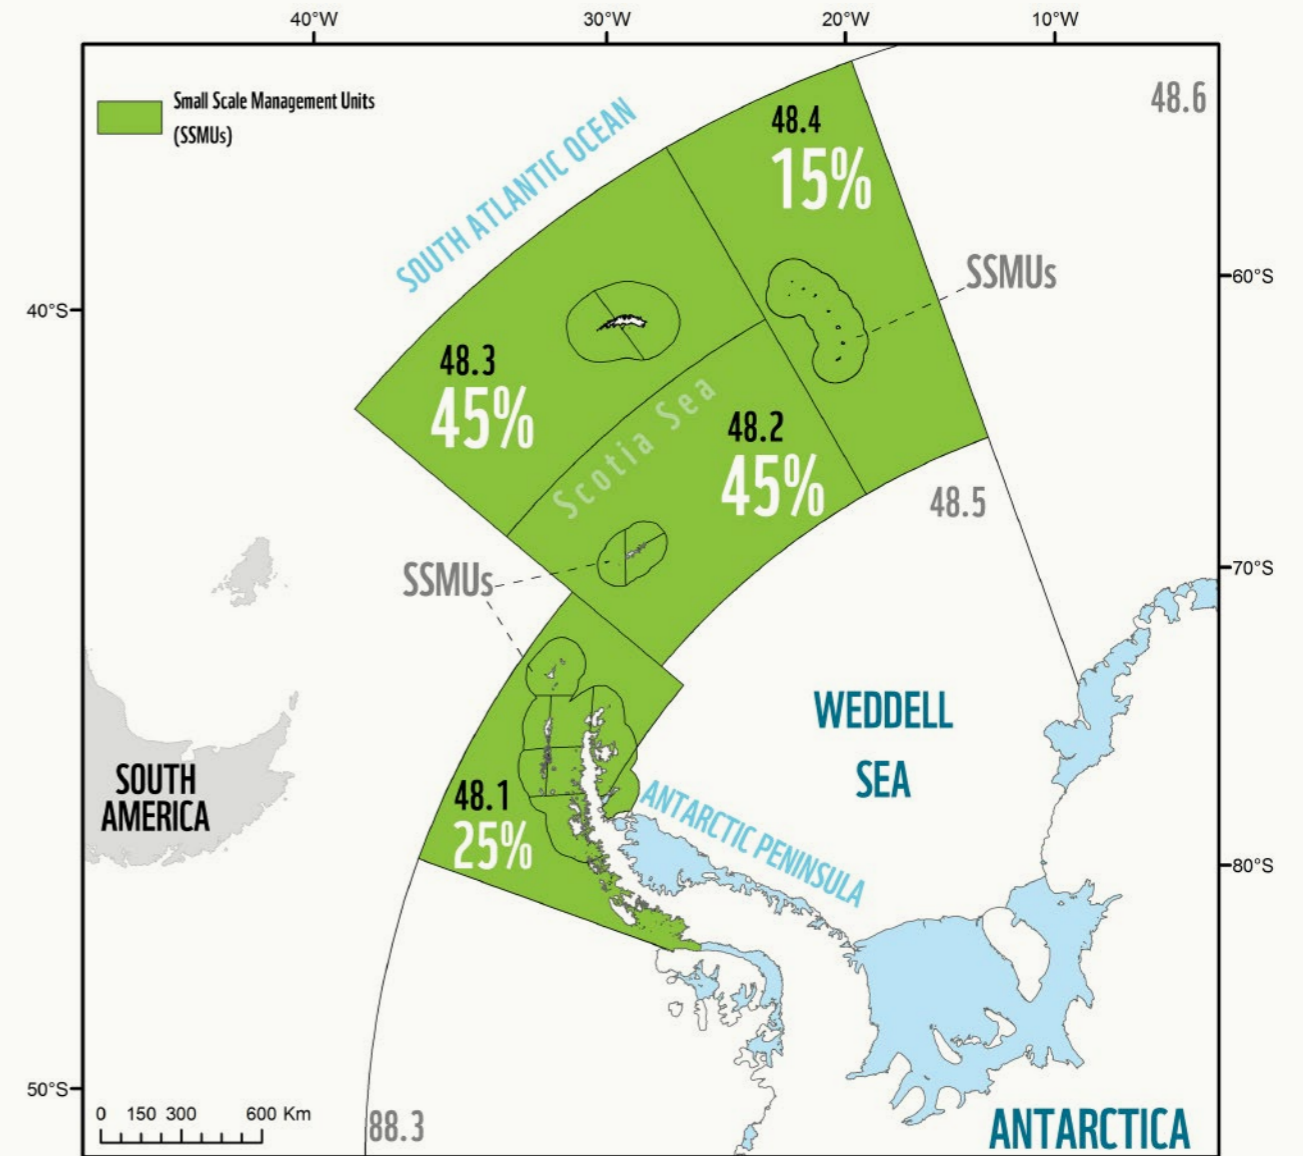 40°W 30°W 20°W 10°W
Small Scale Management Units
(SSMUs)
48.6
48.4
15%
SOUTH ATLANTIC OCEAN
SSMUs
60°S
40°S
48.3
45%
Scotia Sea
48.2
45%
48.5
SSMUs
70°S
WEDDELL
SEA
SOUTH
AMERICA
48.1
25%
ANTARCTIC PENINSULA
80°S
50°S
0 150 300 600 Km
88.3
ANTARCTICA